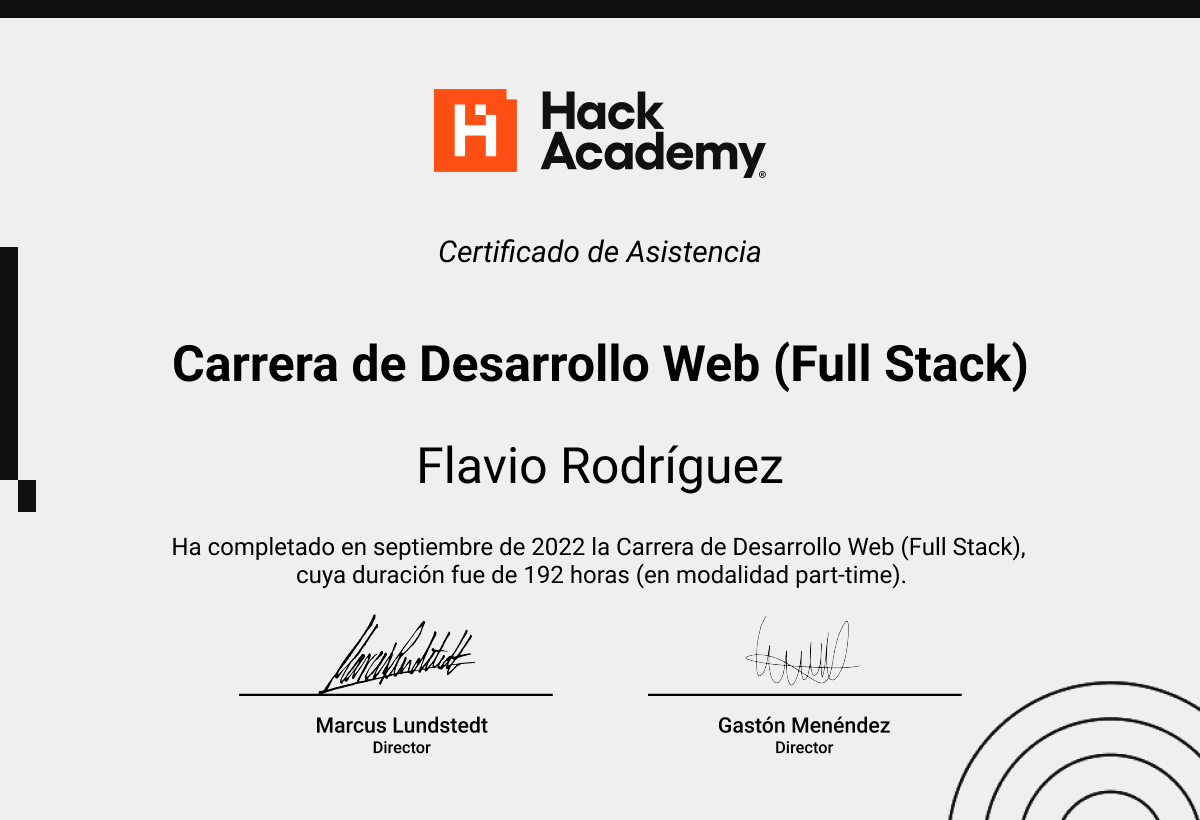 Hack
Academy®
Certificado de Asistencia
Carrera de Desarrollo Web (Full Stack)
Flavio Rodríguez
Ha completado en septiembre de 2022 la Carrera de Desarrollo Web (Full Stack),
cuya duración fue de 192 horas (en modalidad part-time).
Marcus Lundstedt
Director
Gastón Menéndez
Director